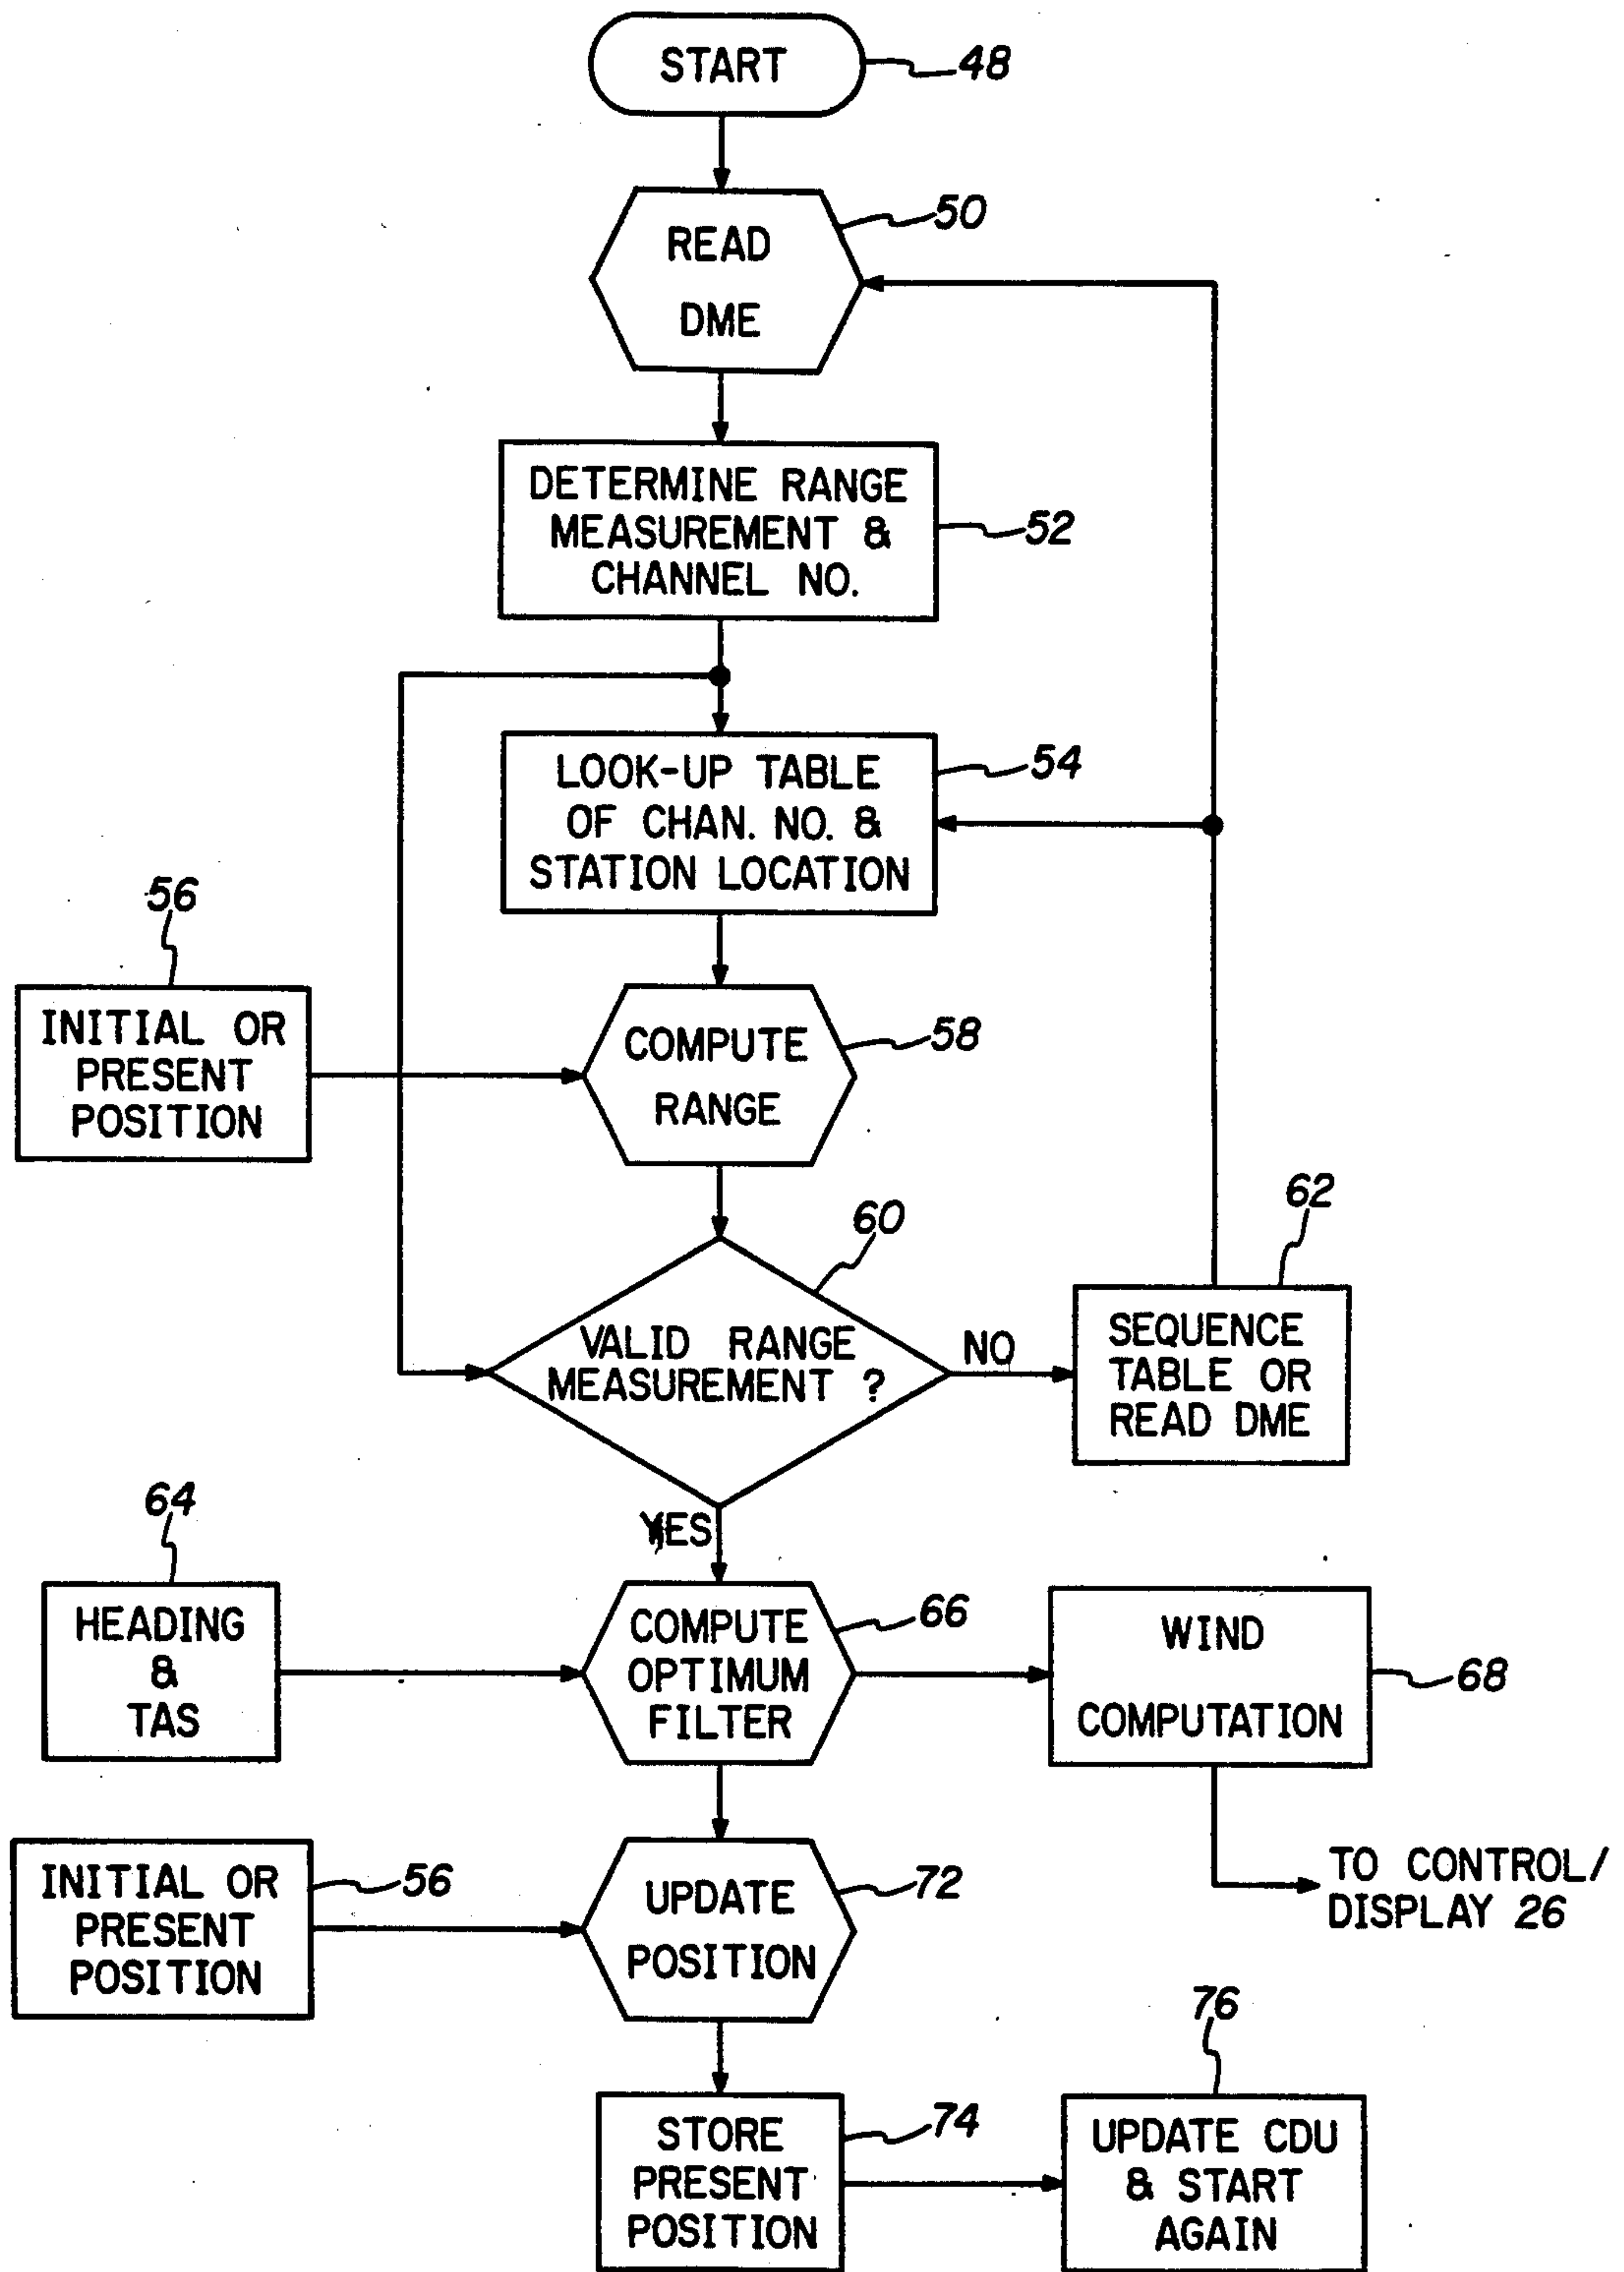 START
48
READ
DME
50
DETERMINE RANGE
MEASUREMENT &
CHANNEL NO.
52
LOOK-UP TABLE
OF CHAN. NO. &
STATION LOCATION
54
56
INITIAL OR
PRESENT
POSITION
COMPUTE
RANGE
58
60
VALID RANGE
MEASUREMENT ?
NO
62
SEQUENCE
TABLE OR
READ DME
YES
64
HEADING
&
TAS
COMPUTE
OPTIMUM
FILTER
66
WIND
COMPUTATION
68
TO CONTROL/
DISPLAY 26
INITIAL OR
PRESENT
POSITION
56
UPDATE
POSITION
72
STORE
PRESENT
POSITION
74
76
UPDATE CDU
& START
AGAIN